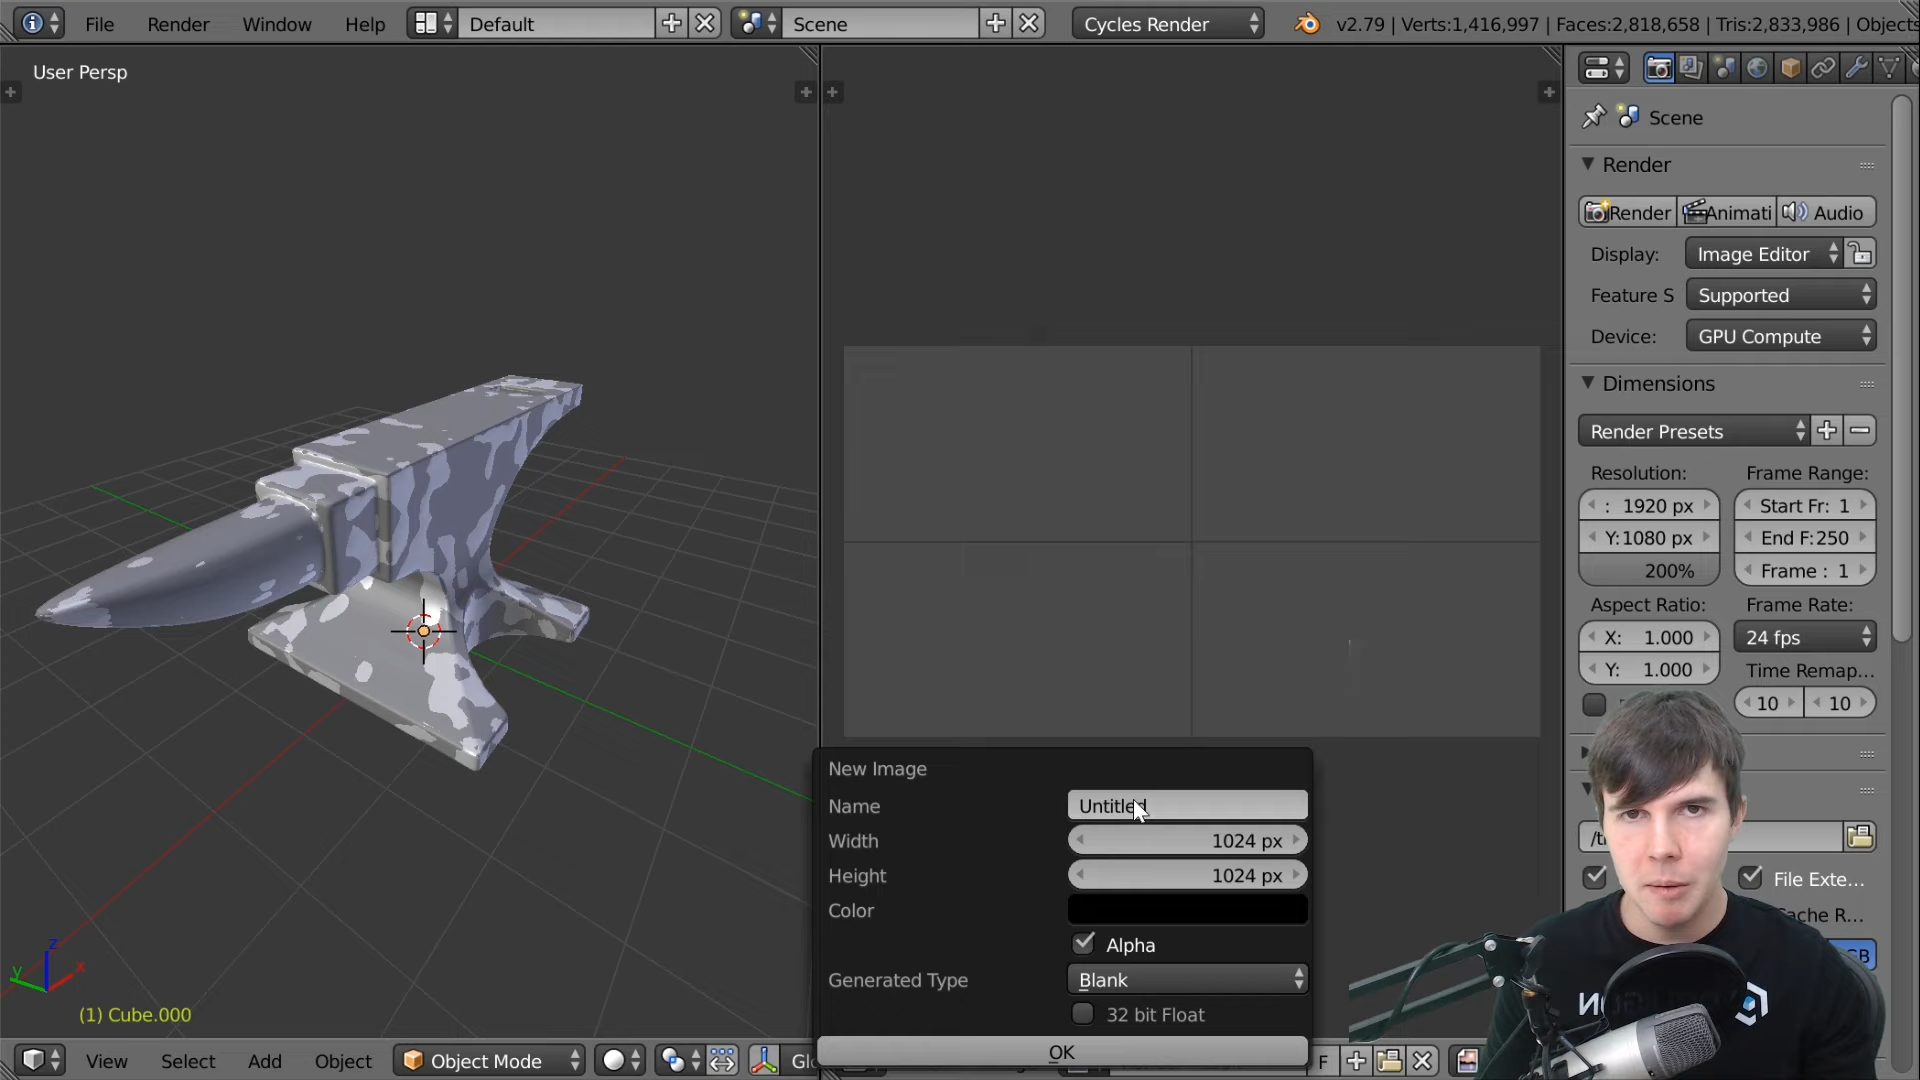 File Render Window Help Default Scene Cycles Render v2.79 | Verts:1,416,997 | Faces:2,818,658 | Tris:2,833,986 | Objects
User Persp
Scene
Render
Render Animati Audio
Display: Image Editor
Feature S Supported
Device: GPU Compute
Dimensions
Render Presets
Resolution: Frame Range:
: 1920 px Start Fr: 1
Y:1080 px End F:250
200% Frame : 1
Aspect Ratio: Frame Rate:
X: 1.000 24 fps
Y: 1.000 Time Remap...
10 10
New Image
Name Untitled
Width 1024 px
Height 1024 px
Color
Alpha
Generated Type Blank
32 bit Float
OK
File Exte...
Cache R...
z
y x
(1) Cube.000
View Select Add Object Object Mode Gl F